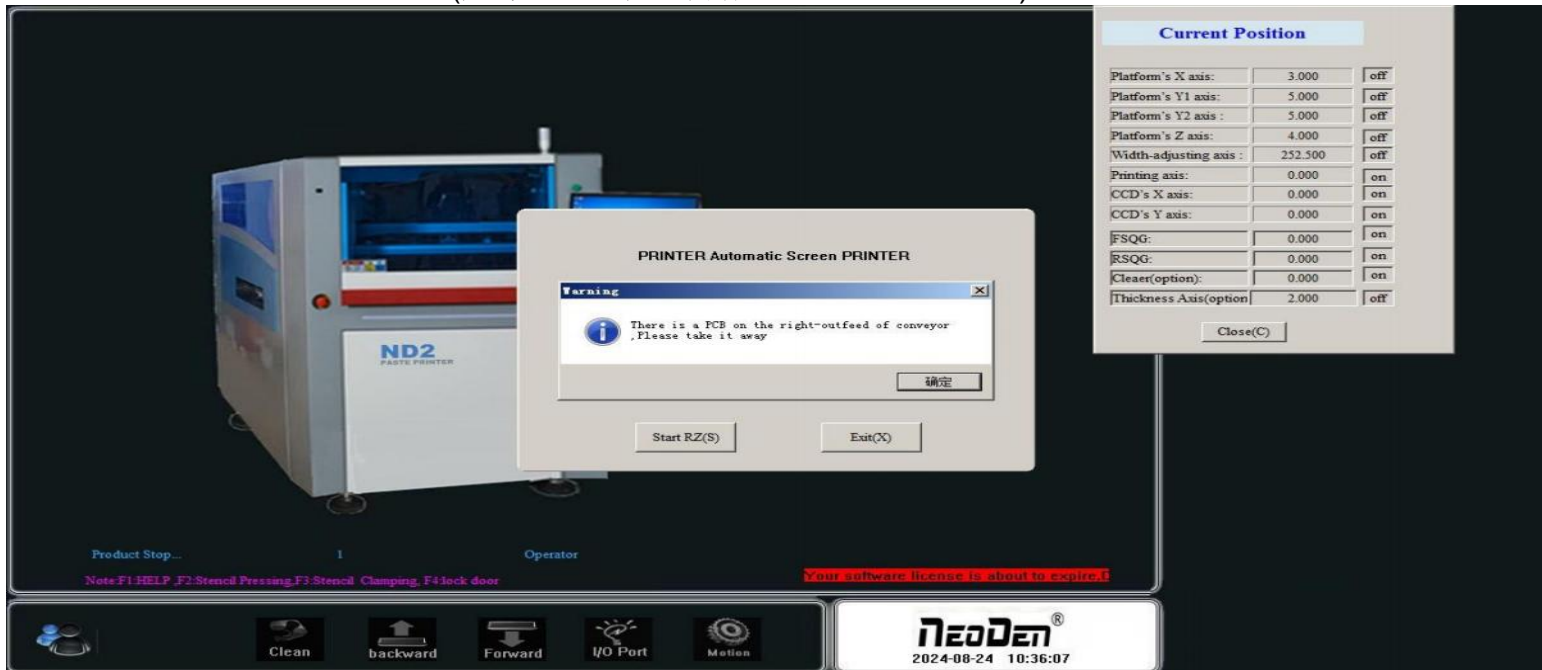 Current Position
Platform's X axis: 3.000 off
Platform's Y1 axis: 5.000 off
Platform's Y2 axis : 5.000 off
Platform's Z axis: 4.000 off
Width-adjusting axis : 252.500 off
Printing axis: 0.000 on
CCD's X axis: 0.000 on
CCD's Y axis: 0.000 on
FSQG: 0.000 on
RSQG: 0.000 on
Cleaer(option): 0.000 on
Thickness Axis(option 2.000 off
Close(C)
PRINTER Automatic Screen PRINTER
Warning
There is a PCB on the right-outfeed of conveyor
,Please take it away
确定
Start RZ(S) Exit(X)
ND2
PASTE PRINTER
Product Stop... 1 Operator
Note:F1:HELP ,F2:Stencil Pressing,F3:Stencil Clamping, F4:lock door
Your software license is about to expire,
Clean backward Forward I/O Port Motion
NEODEN®
2024-08-24 10:36:07